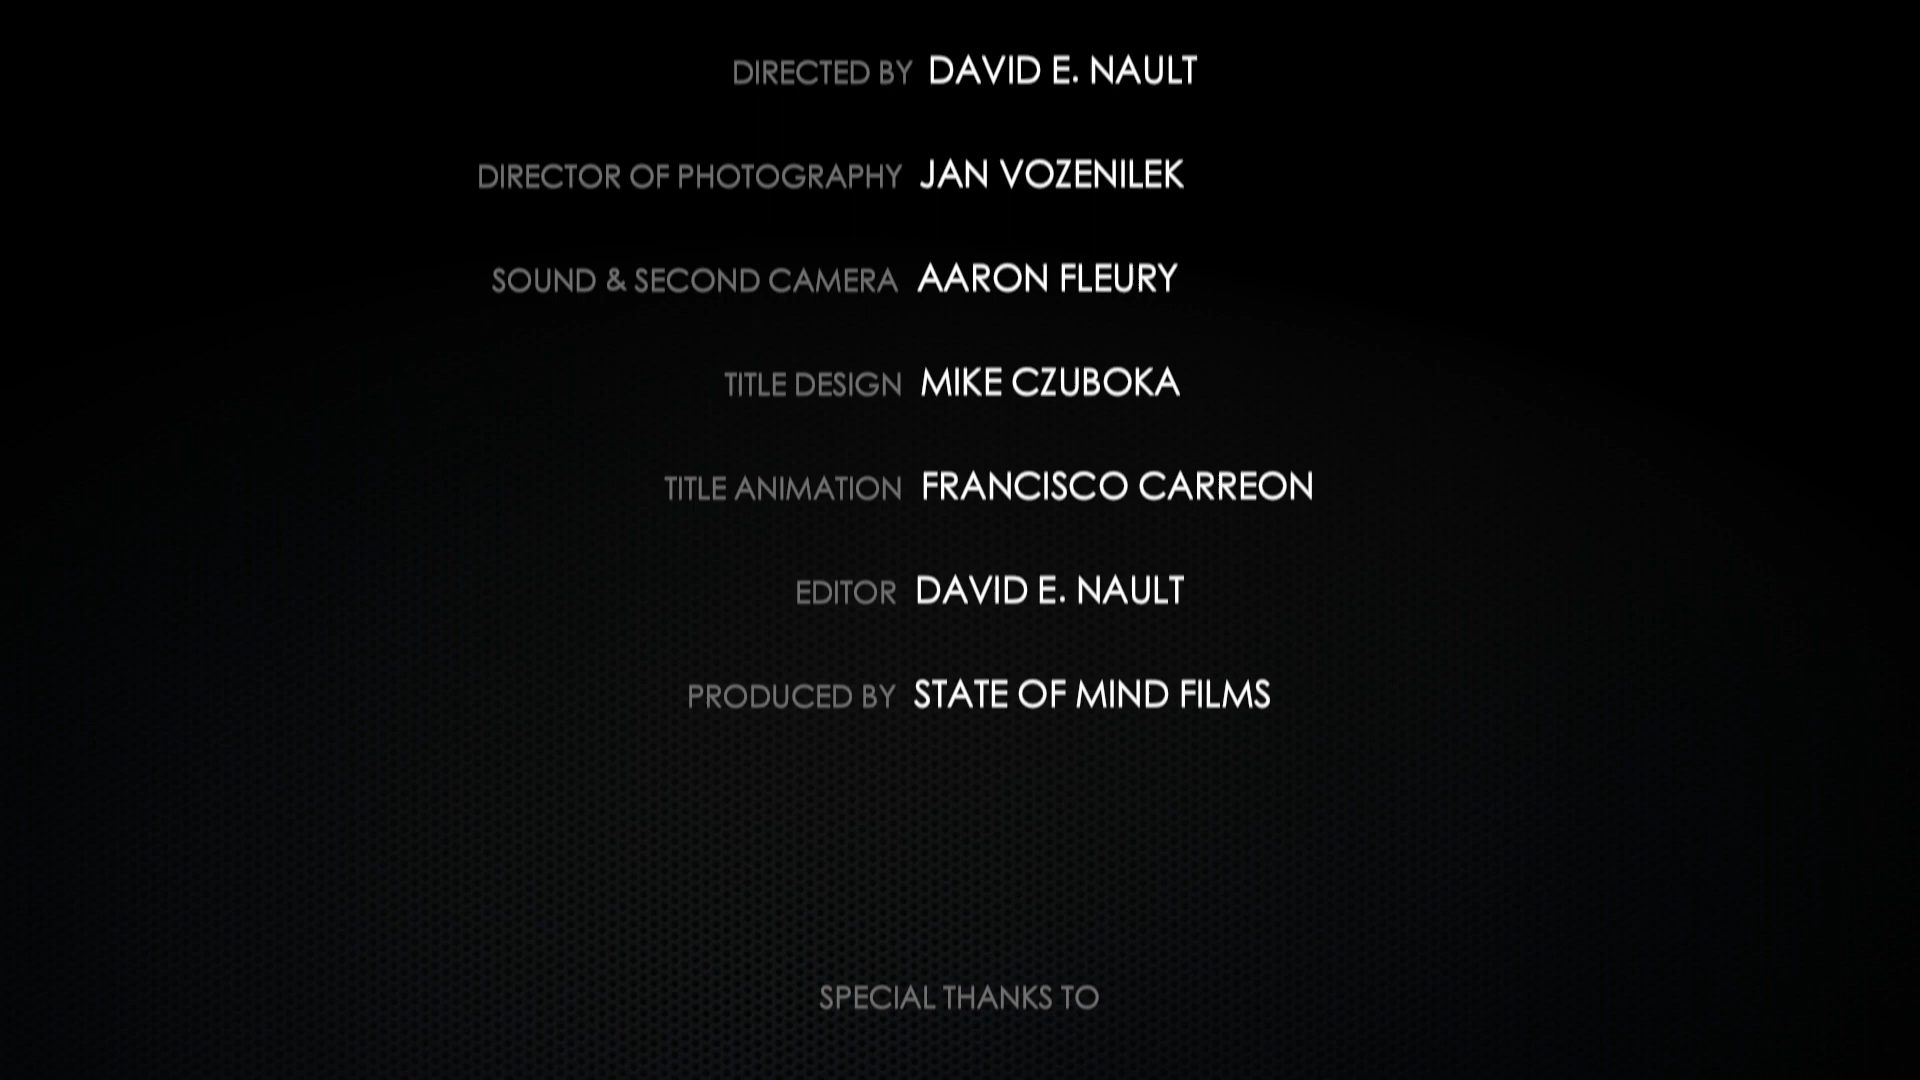 DIRECTED BY DAVID E. NAULT
DIRECTOR OF PHOTOGRAPHY JAN VOZENILEK
SOUND & SECOND CAMERA AARON FLEURY
TITLE DESIGN MIKE CZUBOKA
TITLE ANIMATION FRANCISCO CARREON
EDITOR DAVID E. NAULT
PRODUCED BY STATE OF MIND FILMS
SPECIAL THANKS TO